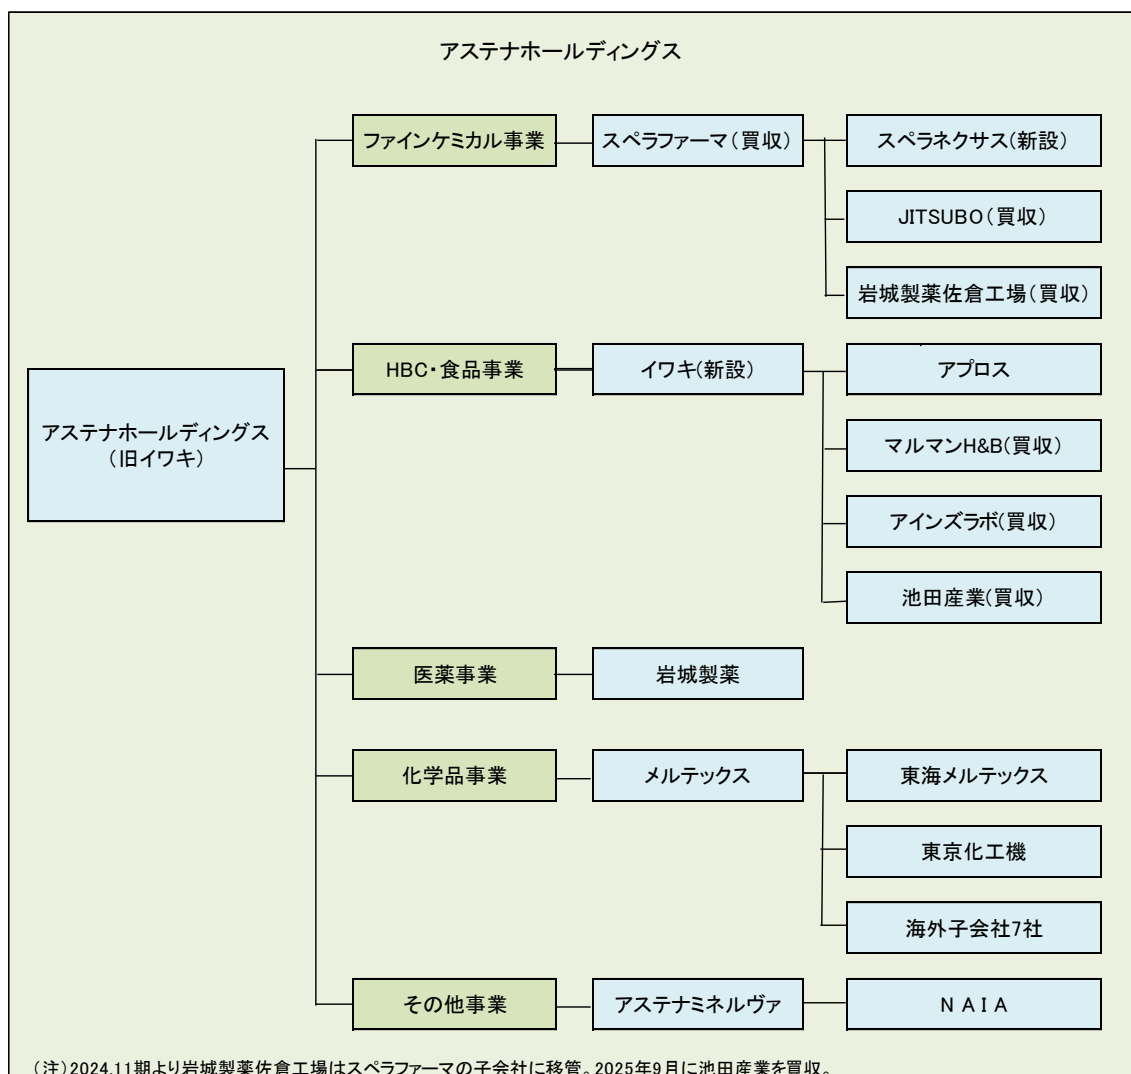 アステナホールディングス
ファインケミカル事業
スペラファーマ(買収)
スペラネクサス(新設)
JITSUBO(買収)
岩城製薬佐倉工場(買収)
HBC・食品事業
イワキ(新設)
アプロス
アステナホールディングス
(旧イワキ)
マルマンH&B(買収)
アインズラボ(買収)
池田産業(買収)
医薬事業
岩城製薬
化学品事業
メルテックス
東海メルテックス
東京化工機
海外子会社7社
その他事業
アステナミネルヴァ
NAIA
(注)2024.11期より岩城製薬佐倉工場はスペラファーマの子会社に移管。2025年9月に池田産業を買収。